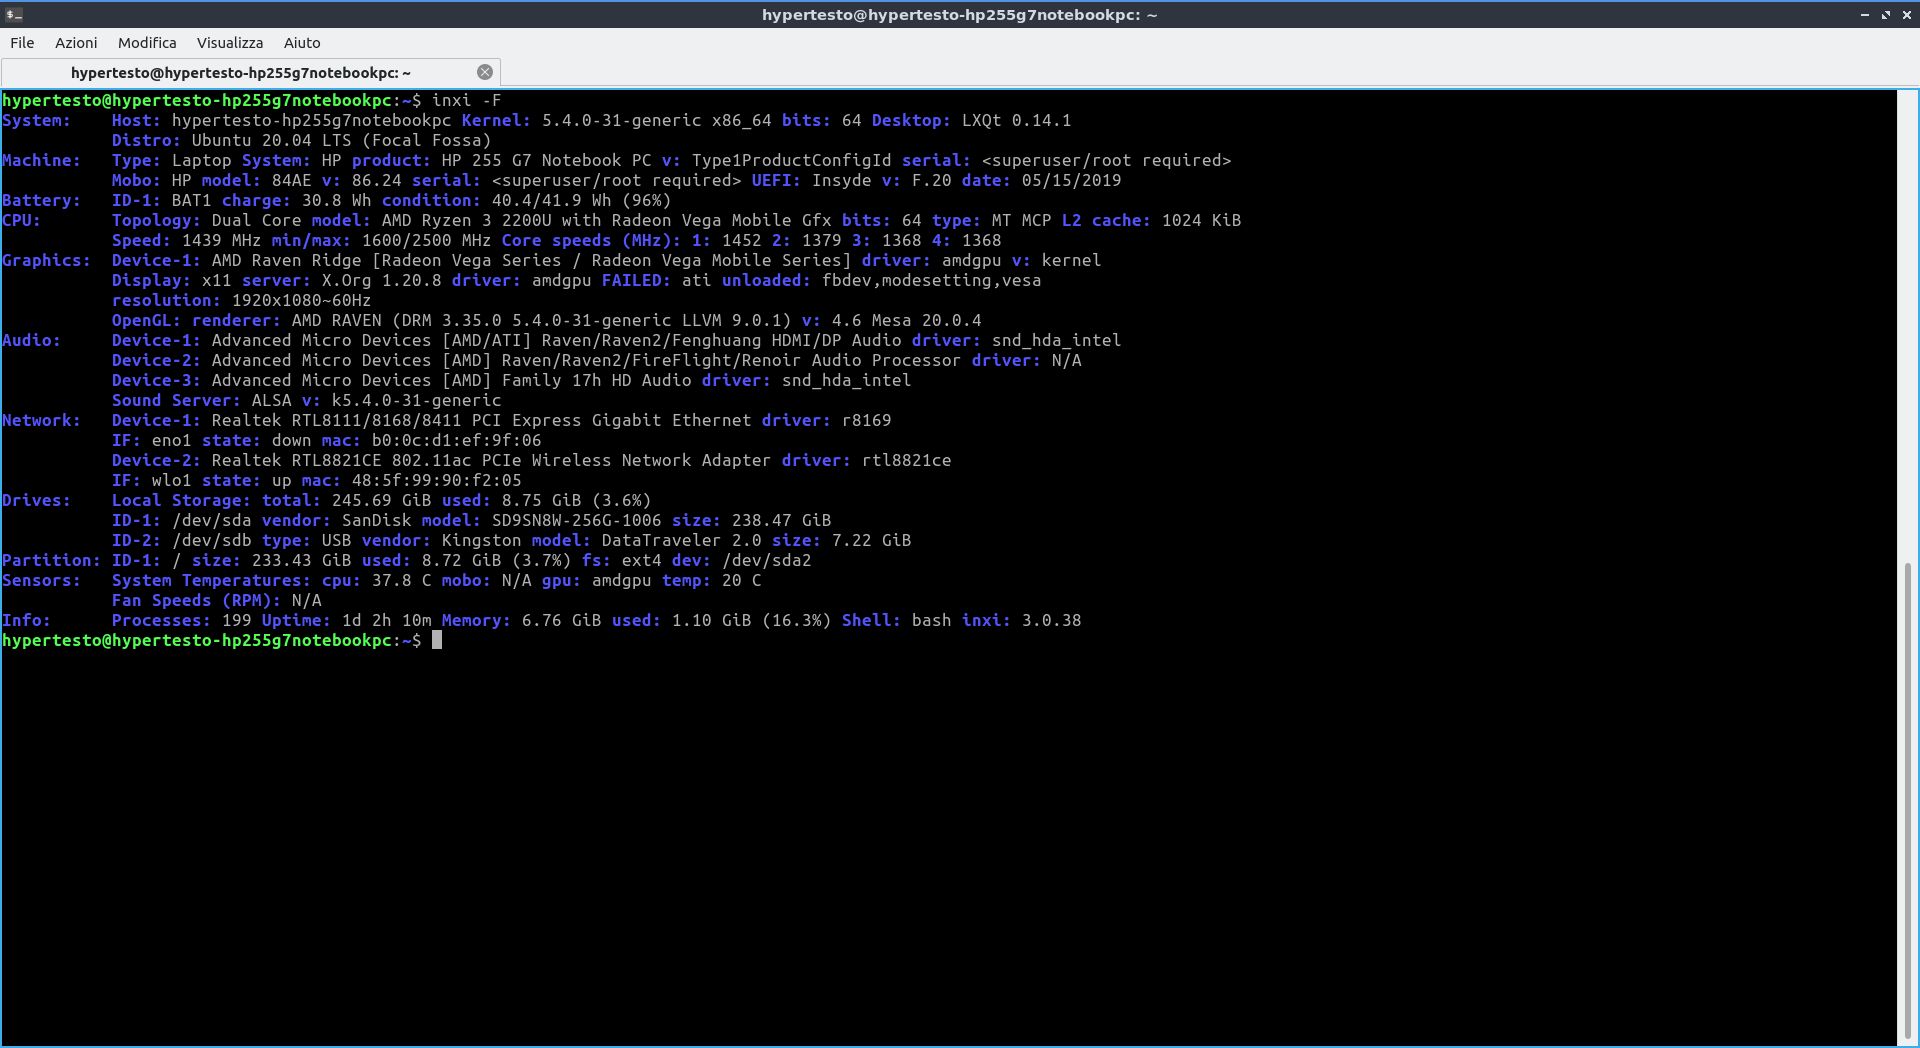 hypertesto@hypertesto-hp255g7notebookpc: ~
File Azioni Modifica Visualizza Aiuto
hypertesto@hypertesto-hp255g7notebookpc: ~
hypertesto@hypertesto-hp255g7notebookpc:~$ inxi -F
System: Host: hypertesto-hp255g7notebookpc Kernel: 5.4.0-31-generic x86_64 bits: 64 Desktop: LXQt 0.14.1
Distro: Ubuntu 20.04 LTS (Focal Fossa)
Machine: Type: Laptop System: HP product: HP 255 G7 Notebook PC v: Type1ProductConfigId serial: <superuser/root required>
Mobo: HP model: 84AE v: 86.24 serial: <superuser/root required> UEFI: Insyde v: F.20 date: 05/15/2019
Battery: ID-1: BAT1 charge: 30.8 Wh condition: 40.4/41.9 Wh (96%)
CPU: Topology: Dual Core model: AMD Ryzen 3 2200U with Radeon Vega Mobile Gfx bits: 64 type: MT MCP L2 cache: 1024 KiB
Speed: 1439 MHz min/max: 1600/2500 MHz Core speeds (MHz): 1: 1452 2: 1379 3: 1368 4: 1368
Graphics: Device-1: AMD Raven Ridge [Radeon Vega Series / Radeon Vega Mobile Series] driver: amdgpu v: kernel
Display: x11 server: X.Org 1.20.8 driver: amdgpu FAILED: ati unloaded: fbdev,modesetting,vesa
resolution: 1920x1080~60Hz
OpenGL: renderer: AMD RAVEN (DRM 3.35.0 5.4.0-31-generic LLVM 9.0.1) v: 4.6 Mesa 20.0.4
Audio: Device-1: Advanced Micro Devices [AMD/ATI] Raven/Raven2/Fenghuang HDMI/DP Audio driver: snd_hda_intel
Device-2: Advanced Micro Devices [AMD] Raven/Raven2/FireFlight/Renoir Audio Processor driver: N/A
Device-3: Advanced Micro Devices [AMD] Family 17h HD Audio driver: snd_hda_intel
Sound Server: ALSA v: k5.4.0-31-generic
Network: Device-1: Realtek RTL8111/8168/8411 PCI Express Gigabit Ethernet driver: r8169
IF: eno1 state: down mac: b0:0c:d1:ef:9f:06
Device-2: Realtek RTL8821CE 802.11ac PCIe Wireless Network Adapter driver: rtl8821ce
IF: wlo1 state: up mac: 48:5f:99:90:f2:05
Drives: Local Storage: total: 245.69 GiB used: 8.75 GiB (3.6%)
ID-1: /dev/sda vendor: SanDisk model: SD9SN8W-256G-1006 size: 238.47 GiB
ID-2: /dev/sdb type: USB vendor: Kingston model: DataTraveler 2.0 size: 7.22 GiB
Partition: ID-1: / size: 233.43 GiB used: 8.72 GiB (3.7%) fs: ext4 dev: /dev/sda2
Sensors: System Temperatures: cpu: 37.8 C mobo: N/A gpu: amdgpu temp: 20 C
Fan Speeds (RPM): N/A
Info: Processes: 199 Uptime: 1d 2h 10m Memory: 6.76 GiB used: 1.10 GiB (16.3%) Shell: bash inxi: 3.0.38
hypertesto@hypertesto-hp255g7notebookpc:~$